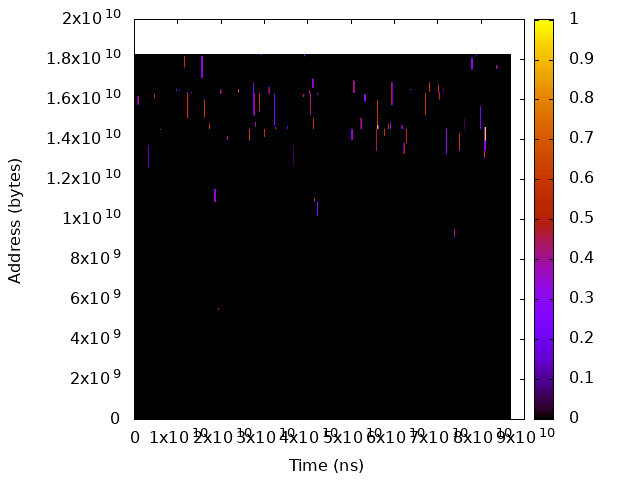 2x10^10
1.8x10^10
1.6x10^10
1.4x10^10
1.2x10^10
1x10^10
8x10^9
6x10^9
4x10^9
2x10^9
0
Address (bytes)
0 1x10^10 2x10^10 3x10^10 4x10^10 5x10^10 6x10^10 7x10^10 8x10^10 9x10^10
Time (ns)
1
0.9
0.8
0.7
0.6
0.5
0.4
0.3
0.2
0.1
0